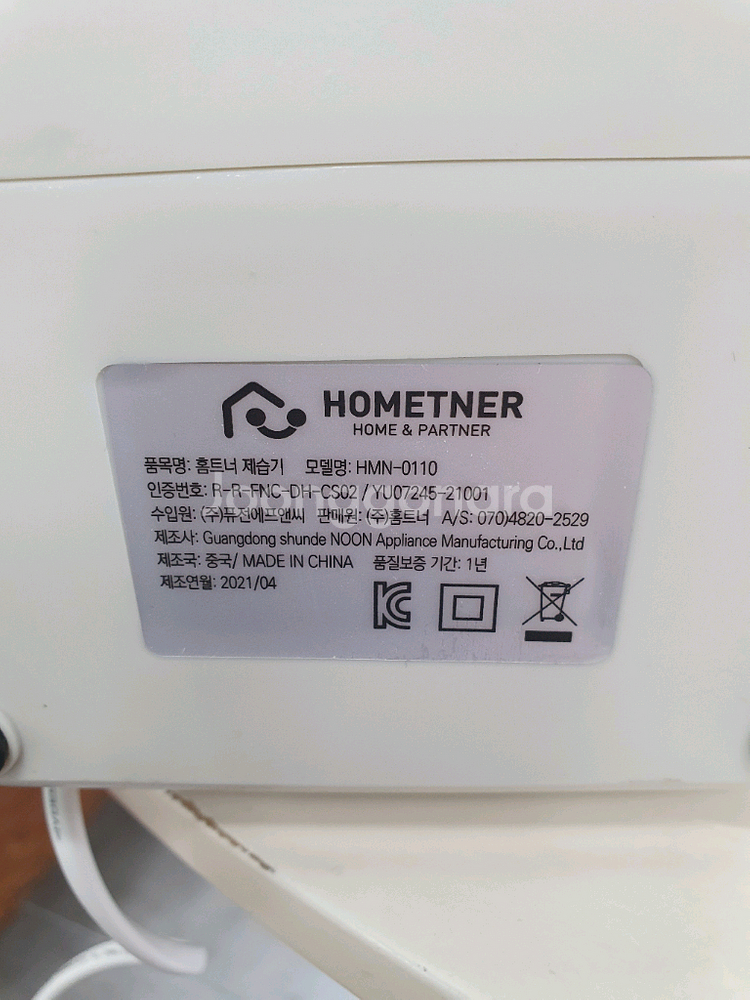 HOMETNER
HOME & PARTNER
품목명: 홈트너 제습기 모델명: HMN-0110
인증번호: R-R-FNC-DH-CS02 / YU07245-21001
수입원: (주)퓨전에프앤씨 판매원: (주)홈트너 A/S: 070)4820-2529
제조사: Guangdong shunde NOON Appliance Manufacturing Co.,Ltd
제조국: 중국/ MADE IN CHINA 품질보증 기간: 1년
제조연월: 2021/04
Joonggonara